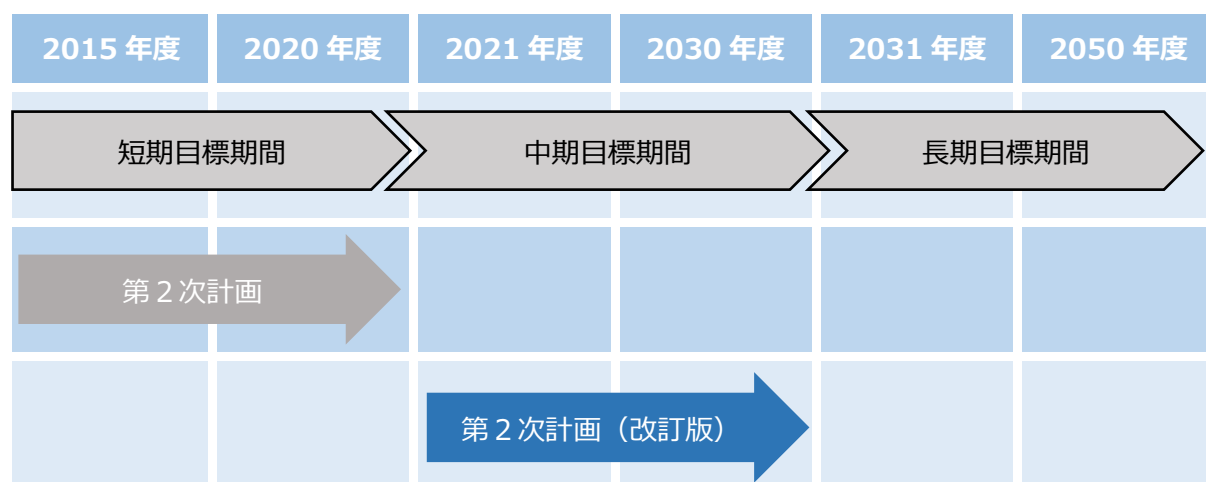 2015 年度
2020 年度
2021 年度
2030 年度
2031 年度
2050 年度
短期目標期間
中期目標期間
長期目標期間
第２次計画
第２次計画（改訂版）